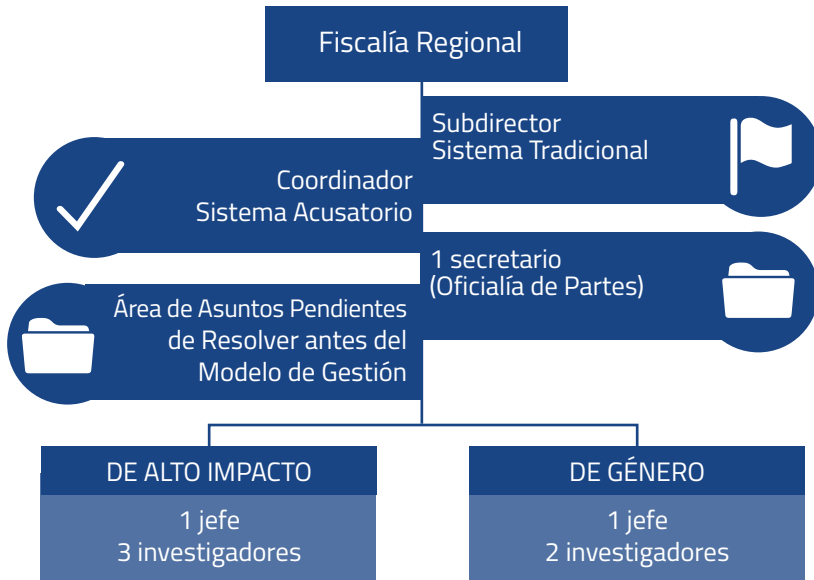 Fiscalía Regional
Subdirector
Sistema Tradicional
Coordinador
Sistema Acusatorio
1 secretario
(Oficialía de Partes)
Área de Asuntos Pendientes
de Resolver antes del
Modelo de Gestión
DE ALTO IMPACTO
1 jefe
3 investigadores
DE GÉNERO
1 jefe
2 investigadores